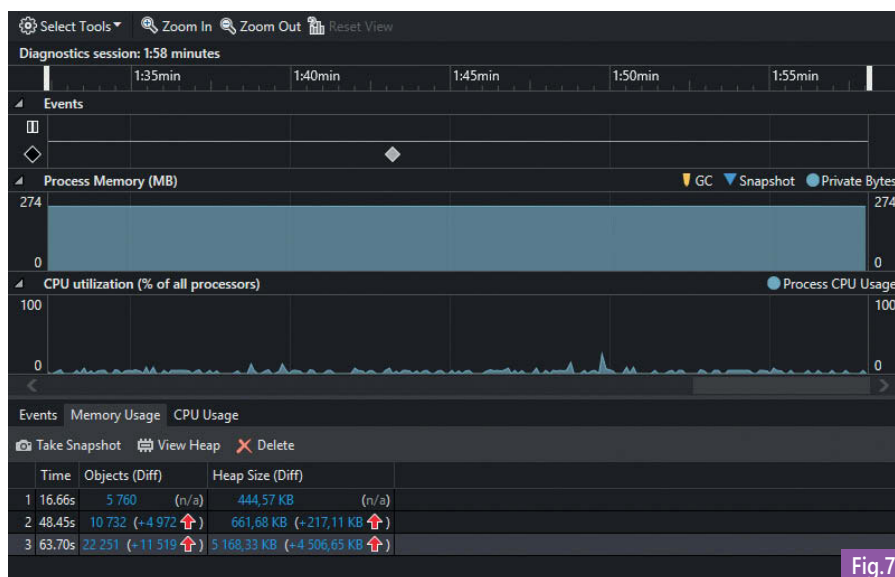 Select Tools Zoom In Zoom Out Reset View
Diagnostics session: 1:58 minutes
1:35min 1:40min 1:45min 1:50min 1:55min
Events
Process Memory (MB) GC Snapshot Private Bytes
274 274
0 0
CPU utilization (% of all processors) Process CPU Usage
100 100
0 0
Events Memory Usage CPU Usage
Take Snapshot View Heap Delete
Time Objects (Diff) Heap Size (Diff)
1 16.66s 5 760 (n/a) 444,57 KB (n/a)
2 48.45s 10 732 (+4 972 ) 661,68 KB (+217,11 KB )
3 63.70s 22 251 (+11 519 ) 5 168,33 KB (+4 506,65 KB )
Fig.7